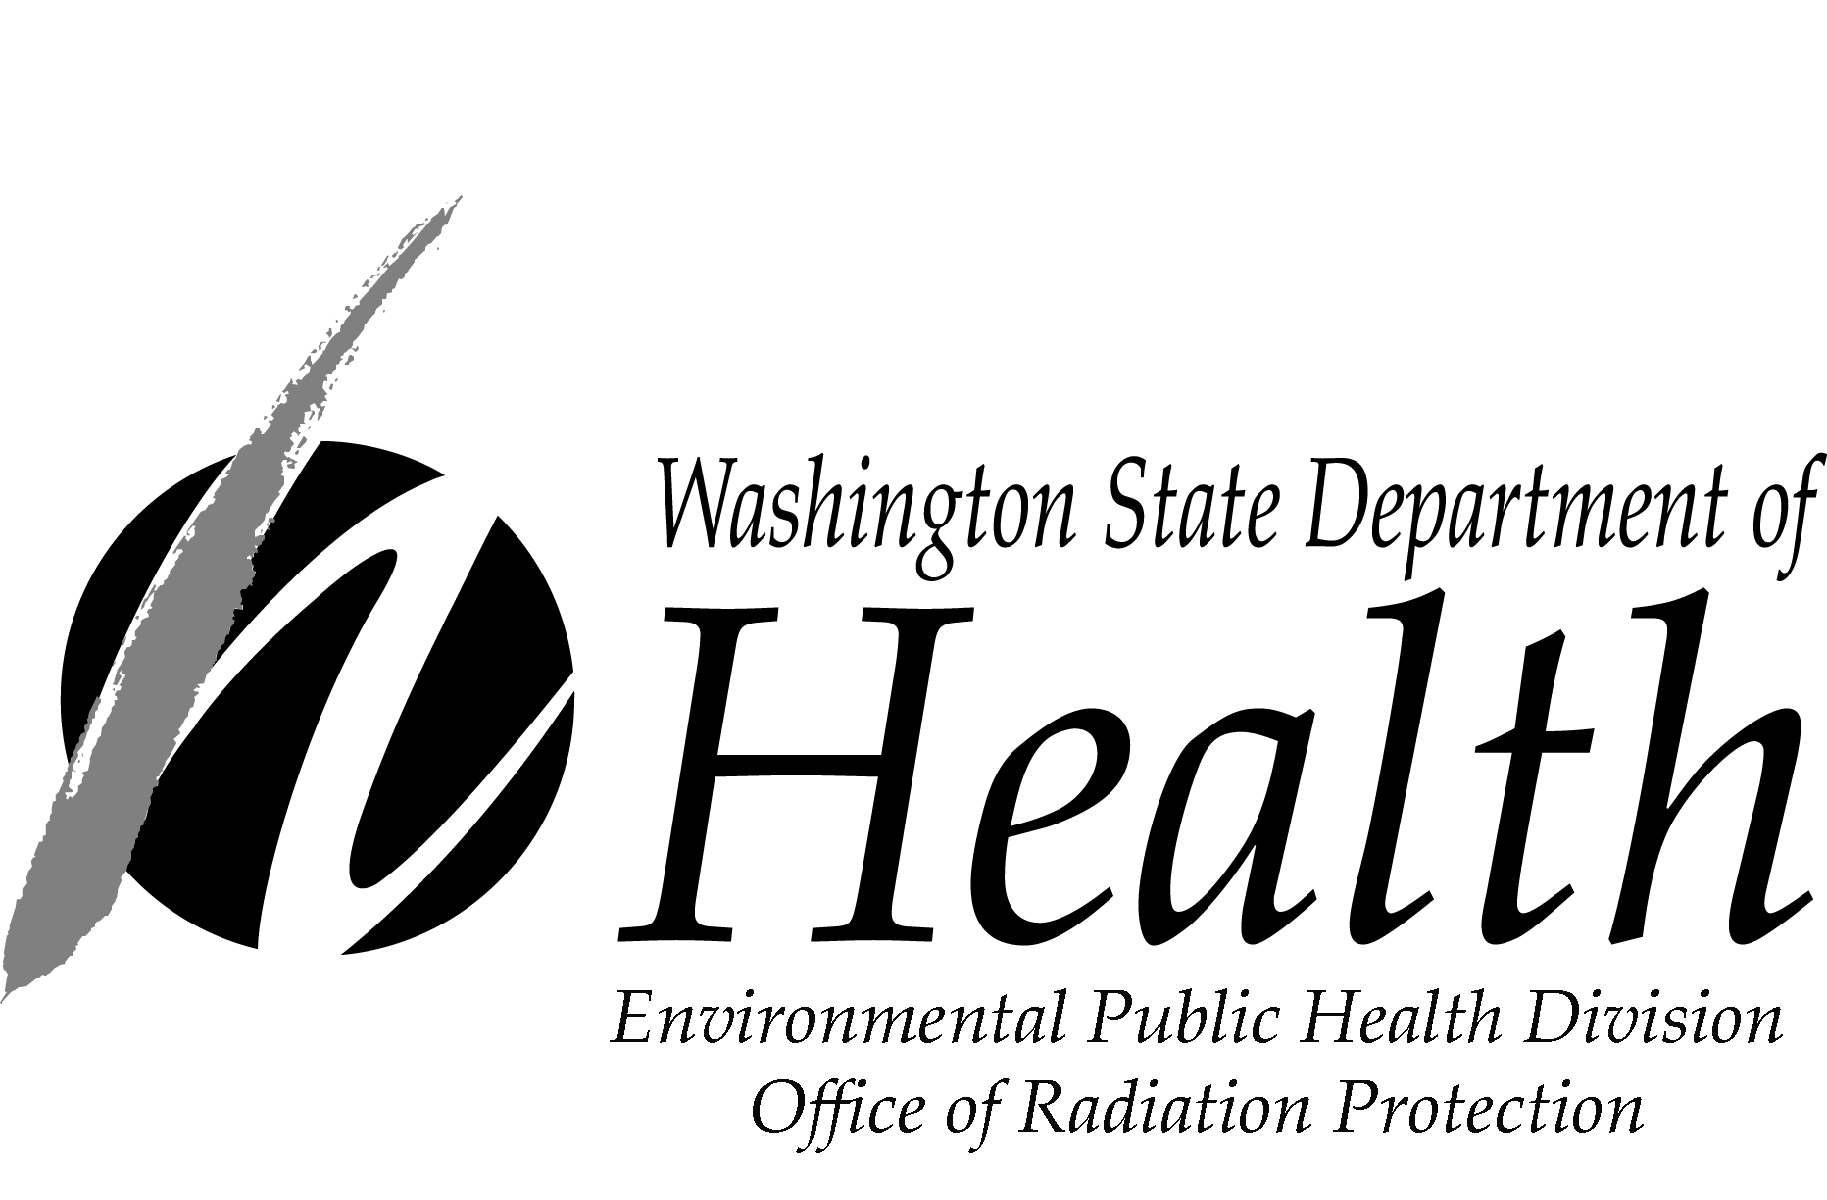 Washington State Department of
Health
Environmental Public Health Division
Office of Radiation Protection